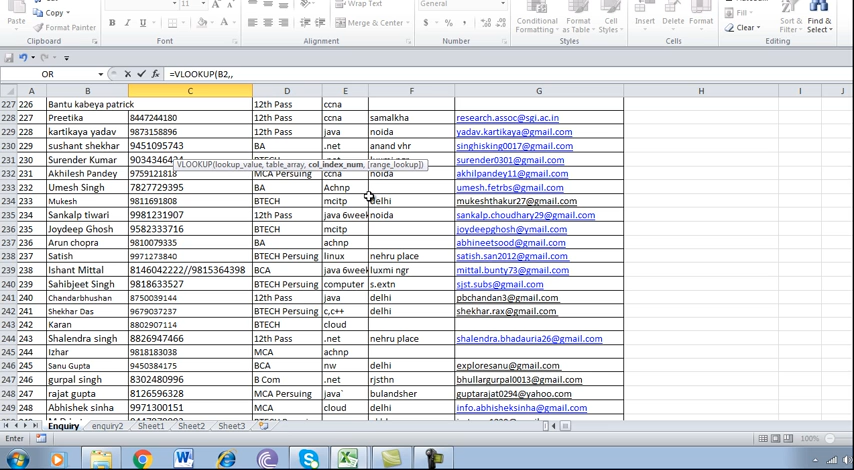 Paste Wrap Text General
Copy Format Painter B I U Merge & Center $ % , Conditional Formatting Format as Table Cell Styles Insert Delete Format Fill Clear Sort & Filter Find & Select
Clipboard Font Alignment Number Styles Cells Editing
OR =VLOOKUP(B2,,
A B C D E F G H I J
227 226 Bantu kabeya patrick 12th Pass ccna
228 227 Preetika 8447244180 12th Pass ccna samalkha research.assoc@sgi.ac.in
229 228 kartikaya yadav 9873158896 12th Pass java noida yadav.kartikaya@gmail.com
230 229 sushant shekhar 9451095743 BA .net anand vhr singhisking0017@gmail.com
231 230 Surender Kumar surender0301@gmail.com
VLOOKUP(lookup_value, table_array, col_index_num, [range_lookup])
232 231 Akhilesh Pandey 9759121818 MCA Persuing ccna noida akhilpandey11@gmail.com
233 232 Umesh Singh 7827729395 BA Achnp umesh.fetrbs@gmail.com
234 233 Mukesh 9811691808 BTECH mcitp delhi mukeshthakur27@gmail.com
235 234 Sankalp tiwari 9981231907 12th Pass java 6week noida sankalp.choudhary29@gmail.com
236 235 Joydeep Ghosh 9582333716 BTECH mcitp joydeepghosh@ymail.com
237 236 Arun chopra 9810079335 BA achnp abhineetsood@gmail.com
238 237 Satish 9971273840 BTECH Persuing linux nehru place satish.san2012@gmail.com
239 238 Ishant Mittal 8146042222//9815364398 BCA java 6week luxmi ngr mittal.bunty73@gmail.com
240 239 Sahibjeet Singh 9818633527 BTECH Persuing computer s.extn sjst.subs@gmail.com
241 240 Chandarbhushan 8750039144 12th Pass java delhi pbchandan3@gmail.com
242 241 Shekhar Das 9679037237 BTECH Persuing c,c++ delhi shekhar.rax@gmail.com
243 242 Karan 8802907114 BTECH cloud
244 243 Shalendra singh 8826947466 12th Pass .net nehru place shalendra.bhadauria26@gmail.com
245 244 Izhar 9818183038 MCA achnp
246 245 Sanu Gupta 9450384175 BCA nw delhi exploresanu@gmail.com
247 246 gurpal singh 8302480996 B Com .net rjsthn bhullargurpal0013@gmail.com
248 247 rajat gupta 8126596328 MCA Persuing java` bulandsher guptarajat0294@yahoo.com
249 248 Abhishek sinha 9971300151 MCA cloud delhi info.abhisheksinha@gmail.com
Enquiry enquiry2 Sheet1 Sheet2 Sheet3
Enter 100%